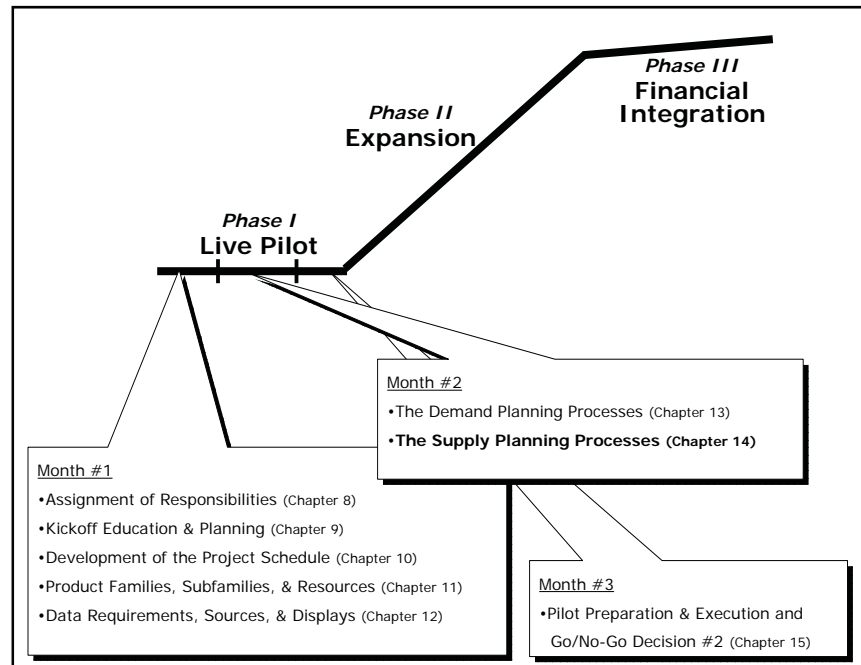 Phase III
Financial
Integration
Phase II
Expansion
Phase I
Live Pilot
Month #2
•The Demand Planning Processes (Chapter 13)
•The Supply Planning Processes (Chapter 14)
Month #1
•Assignment of Responsibilities (Chapter 8)
•Kickoff Education & Planning (Chapter 9)
•Development of the Project Schedule (Chapter 10)
•Product Families, Subfamilies, & Resources (Chapter 11)
•Data Requirements, Sources, & Displays (Chapter 12)
Month #3
•Pilot Preparation & Execution and
Go/No-Go Decision #2 (Chapter 15)